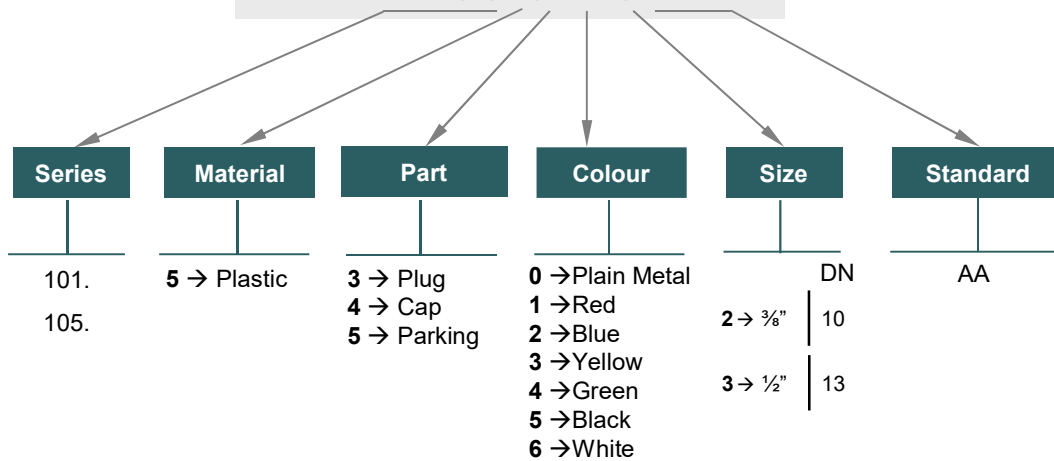 Series Material Part Colour Size Standard
101.
105.
5 → Plastic
3 → Plug
4 → Cap
5 → Parking
0 →Plain Metal
1 →Red
2 →Blue
3 →Yellow
4 →Green
5 →Black
6 →White
DN
2→ ⅜” 10
3→ ½” 13
AA